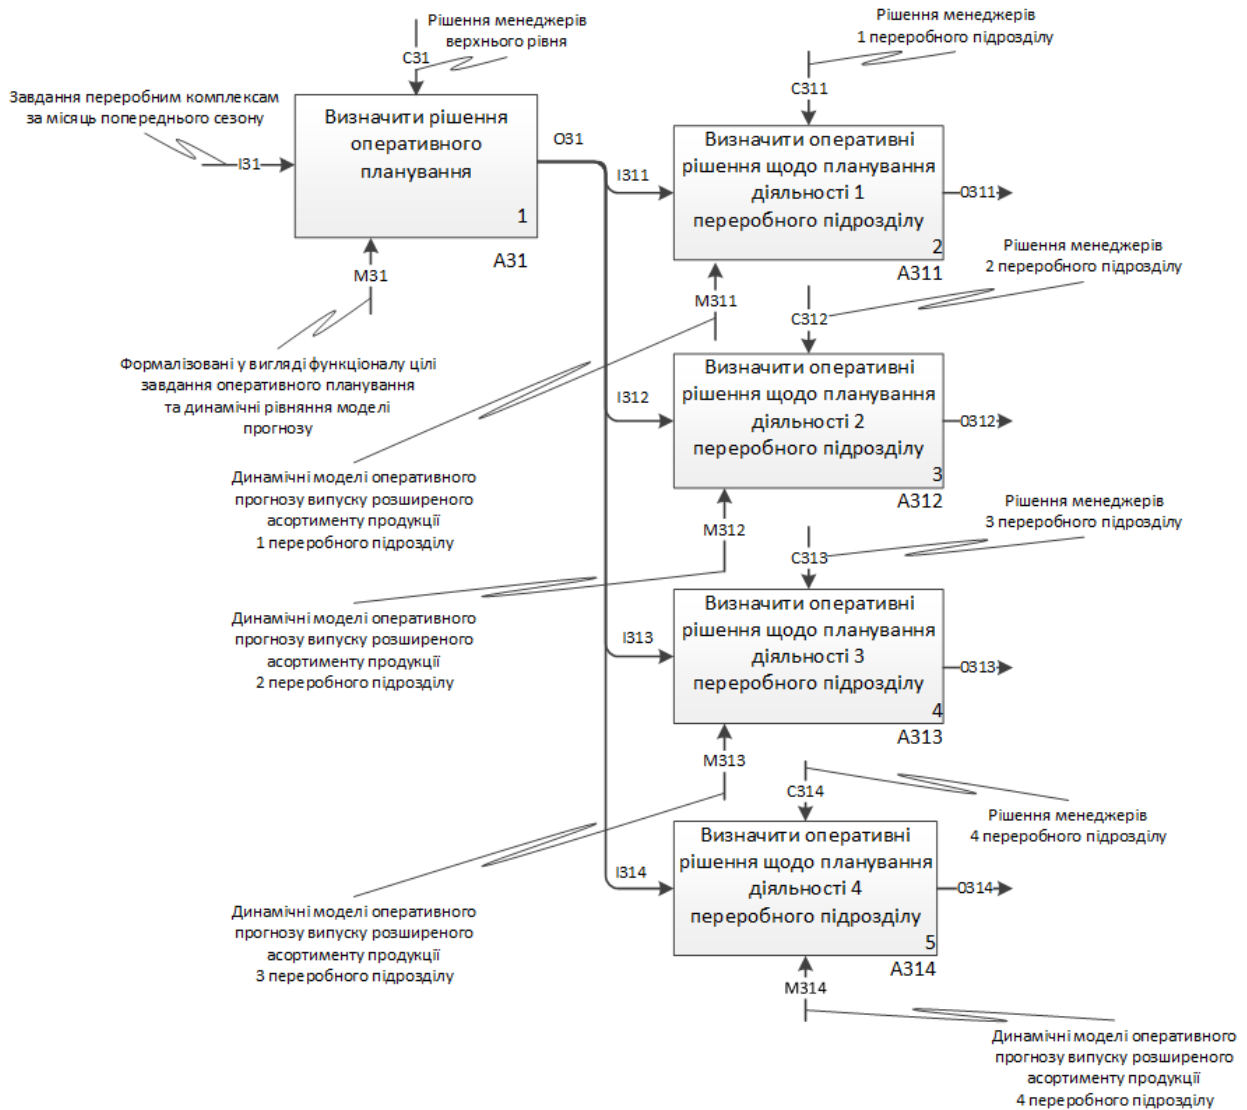 Рішення менеджерів
верхнього рівня
C31
Завдання переробним комплексам
за місяць попереднього сезону
I31
Визначити рішення
оперативного
планування
1
A31
O31
M31
Формалізовані у вигляді функціоналу цілі
завдання оперативного планування
та динамічні рівняння моделі
прогнозу
Рішення менеджерів
1 переробного підрозділу
C311
I311
Визначити оперативні
рішення щодо планування
діяльності 1
переробного підрозділу
2
A311
O311
M311
Динамічні моделі оперативного
прогнозу випуску розширеного
асортименту продукції
1 переробного підрозділу
Рішення менеджерів
2 переробного підрозділу
C312
I312
Визначити оперативні
рішення щодо планування
діяльності 2
переробного підрозділу
3
A312
O312
M312
Динамічні моделі оперативного
прогнозу випуску розширеного
асортименту продукції
2 переробного підрозділу
Рішення менеджерів
3 переробного підрозділу
C313
I313
Визначити оперативні
рішення щодо планування
діяльності 3
переробного підрозділу
4
A313
O313
M313
Динамічні моделі оперативного
прогнозу випуску розширеного
асортименту продукції
3 переробного підрозділу
C314
Рішення менеджерів
4 переробного підрозділу
I314
Визначити оперативні
рішення щодо планування
діяльності 4
переробного підрозділу
5
A314
O314
M314
Динамічні моделі оперативного
прогнозу випуску розширеного
асортименту продукції
4 переробного підрозділу